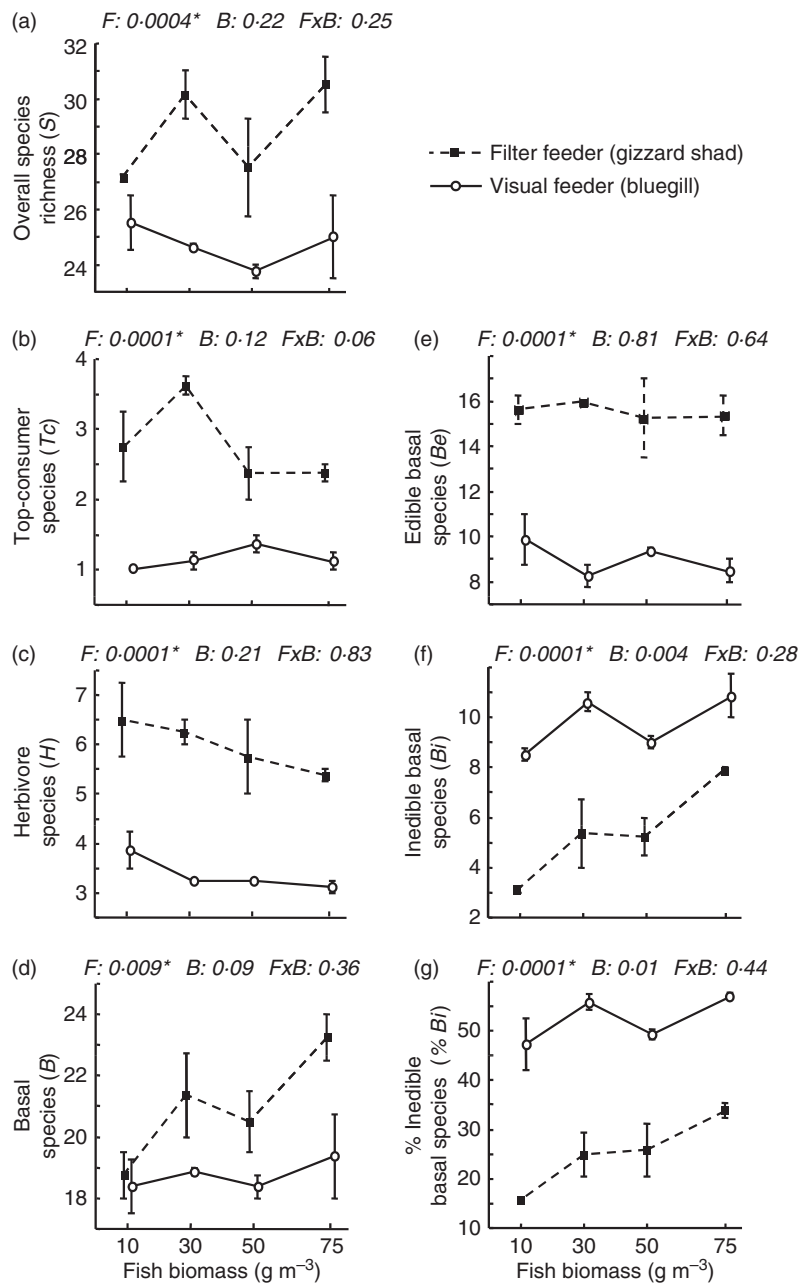 (a) F: 0·0004* B: 0·22 FxB: 0·25
32
30
28
26
24
Overall species
richness (S)
Filter feeder (gizzard shad)
Visual feeder (bluegill)
(b) F: 0·0001* B: 0·12 FxB: 0·06
4
3
2
1
Top-consumer
species (Tc)
(e) F: 0·0001* B: 0·81 FxB: 0·64
16
14
12
10
8
Edible basal
species (Be)
(c) F: 0·0001* B: 0·21 FxB: 0·83
7
6
5
4
3
Herbivore
species (H)
(f) F: 0·0001* B: 0·004 FxB: 0·28
10
8
6
4
2
Inedible basal
species (Bi)
(d) F: 0·009* B: 0·09 FxB: 0·36
24
22
20
18
Basal
species (B)
10 30 50 75
Fish biomass (g m–3)
(g) F: 0·0001* B: 0·01 FxB: 0·44
50
40
30
20
10
% Inedible
basal species (% Bi)
10 30 50 75
Fish biomass (g m–3)